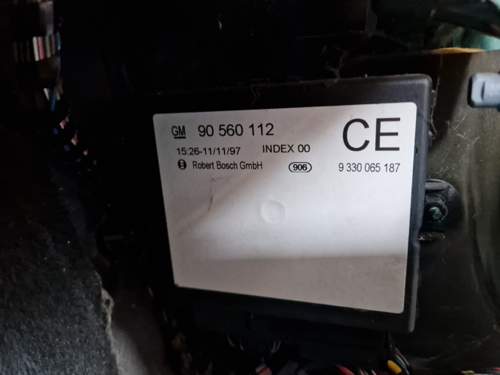 GM 90 560 112 CE
15:26-11/11/97 INDEX 00
Robert Bosch GmbH 906 9 330 065 187